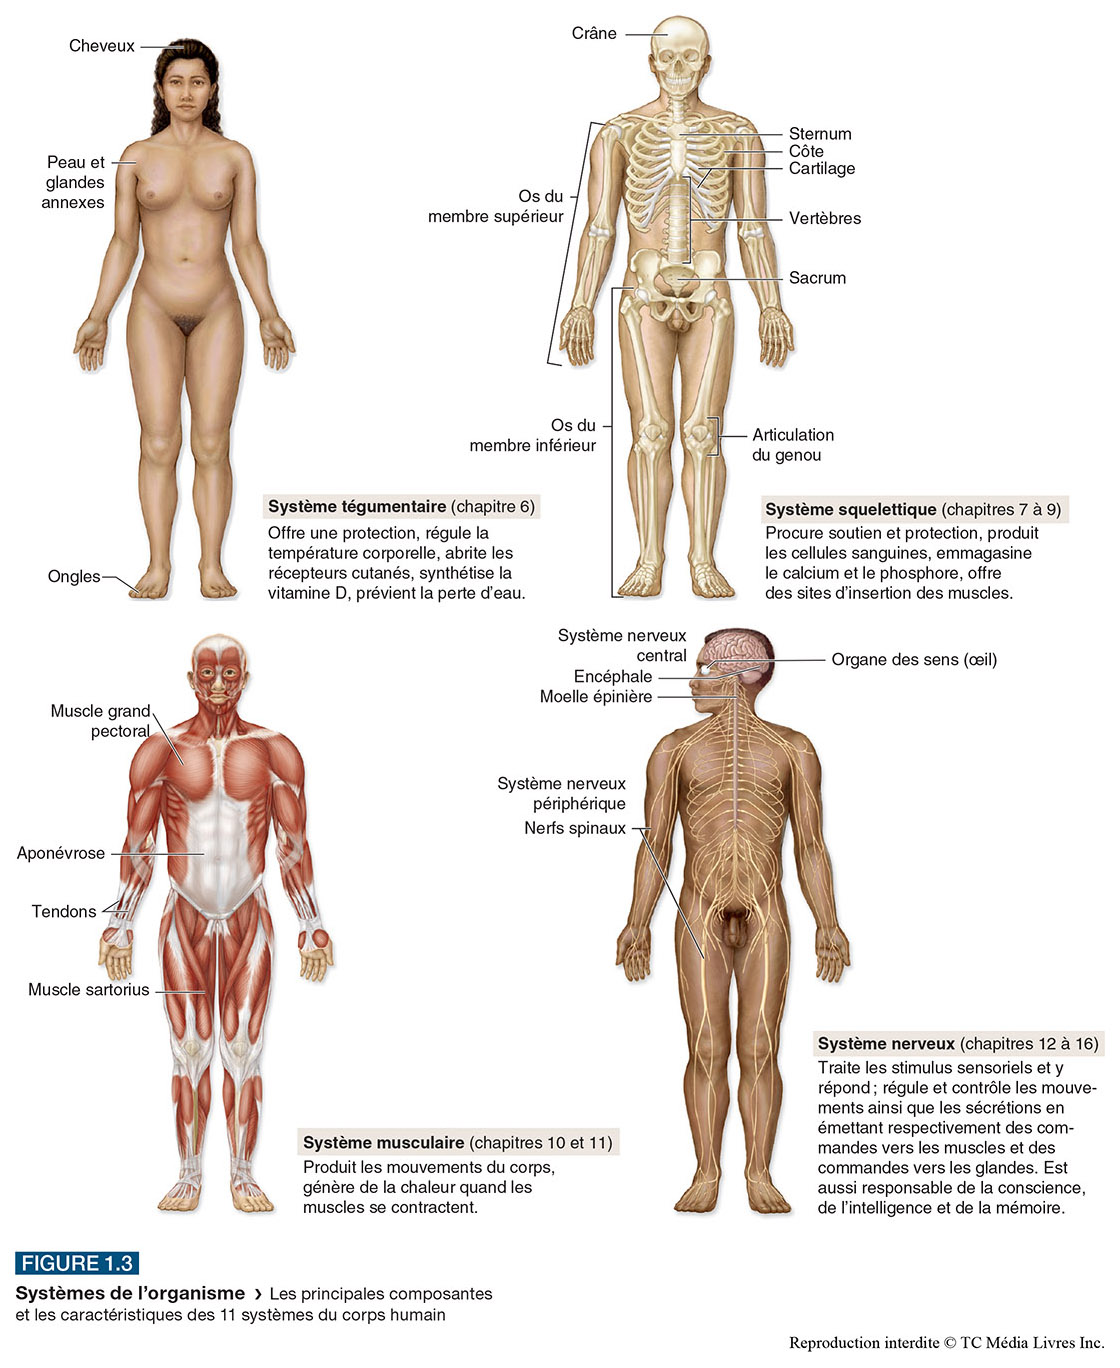 Cheveux
Peau et
glandes
annexes
Ongles
Système tégumentaire (chapitre 6)
Offre une protection, régule la
température corporelle, abrite les
récepteurs cutanés, synthétise la
vitamine D, prévient la perte d'eau.
Crâne
Sternum
Côte
Cartilage
Os du
membre supérieur
Vertèbres
Sacrum
Os du
membre inférieur
Articulation
du genou
Système squelettique (chapitres 7 à 9)
Procure soutien et protection, produit
les cellules sanguines, emmagasine
le calcium et le phosphore, offre
des sites d'insertion des muscles.
Muscle grand
pectoral
Aponévrose
Tendons
Muscle sartorius
Système musculaire (chapitres 10 et 11)
Produit les mouvements du corps,
génère de la chaleur quand les
muscles se contractent.
Système nerveux
central
Encéphale
Moelle épinière
Organe des sens (œil)
Système nerveux
périphérique
Nerfs spinaux
Système nerveux (chapitres 12 à 16)
Traite les stimulus sensoriels et y
répond ; régule et contrôle les mouve-
ments ainsi que les sécrétions en
émettant respectivement des com-
mandes vers les muscles et des
commandes vers les glandes. Est
aussi responsable de la conscience,
de l'intelligence et de la mémoire.
FIGURE 1.3
Systèmes de l'organisme › Les principales composantes
et les caractéristiques des 11 systèmes du corps humain
Reproduction interdite © TC Média Livres Inc.